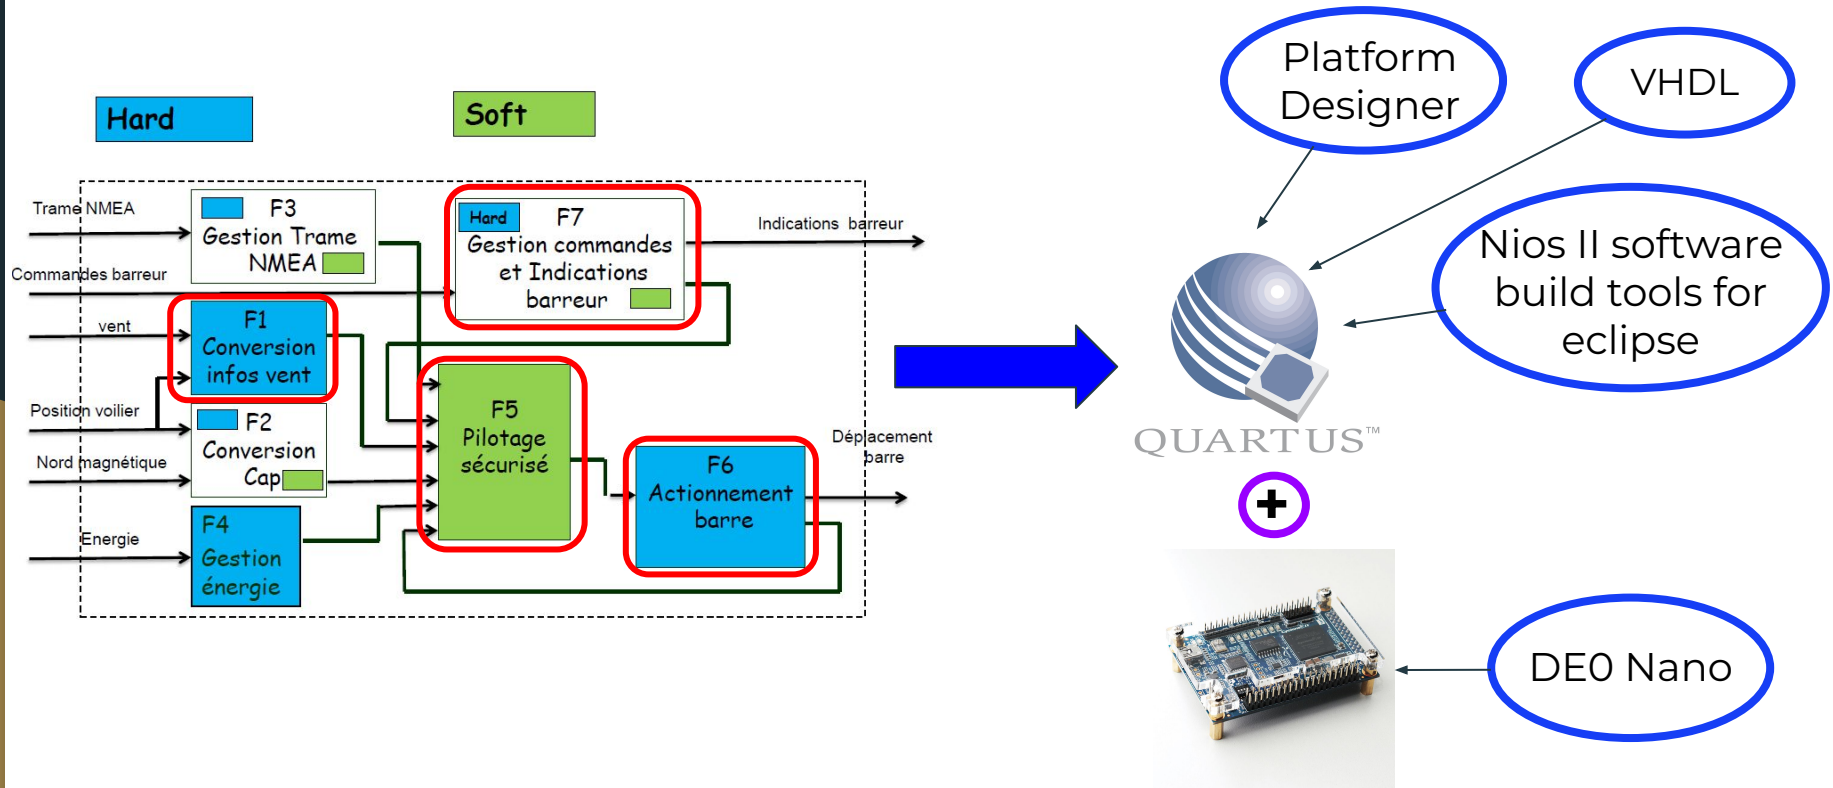 Hard
Soft
Trame NMEA
Commandes barreur
vent
Position voilier
Nord magnétique
Energie
F3
Gestion Trame
NMEA
F1
Conversion
infos vent
F2
Conversion
Cap
F4
Gestion
énergie
Hard
F7
Gestion commandes
et Indications
barreur
F5
Pilotage
sécurisé
F6
Actionnement
barre
Indications barreur
Déplacement
barre
Platform
Designer
VHDL
Nios II software
build tools for
eclipse
QUARTUS™
+
DE0 Nano